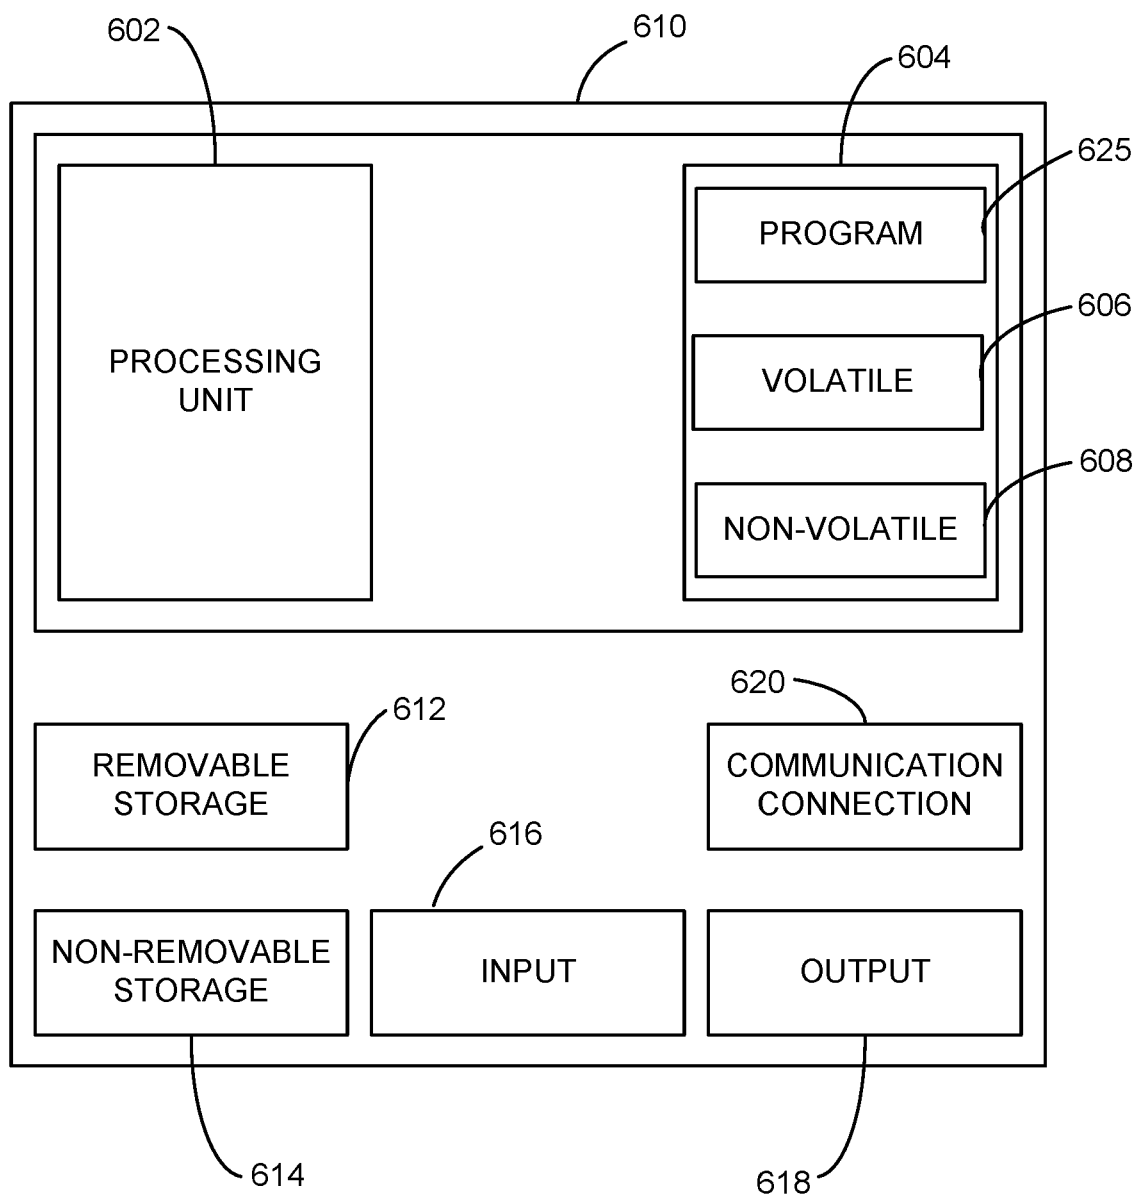 602
610
604
625
PROGRAM
606
PROCESSING
UNIT
VOLATILE
608
NON-VOLATILE
620
612
REMOVABLE
STORAGE
COMMUNICATION
CONNECTION
616
NON-REMOVABLE
STORAGE
INPUT
OUTPUT
614
618